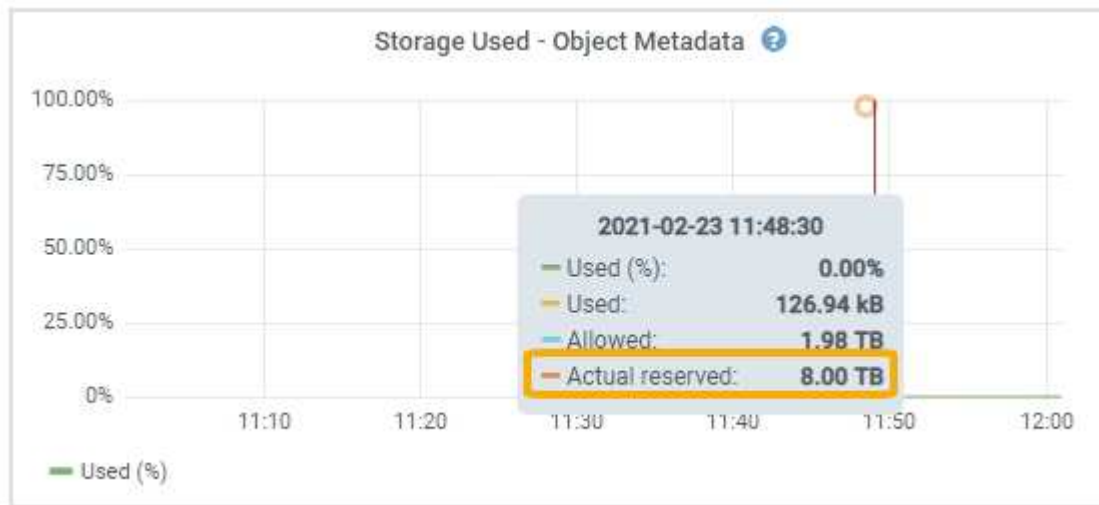 Storage Used - Object Metadata ?
100.00%
75.00%
50.00%
25.00%
0%
2021-02-23 11:48:30
Used (%): 0.00%
Used: 126.94 kB
Allowed: 1.98 TB
Actual reserved: 8.00 TB
11:10 11:20 11:30 11:40 11:50 12:00
Used (%)